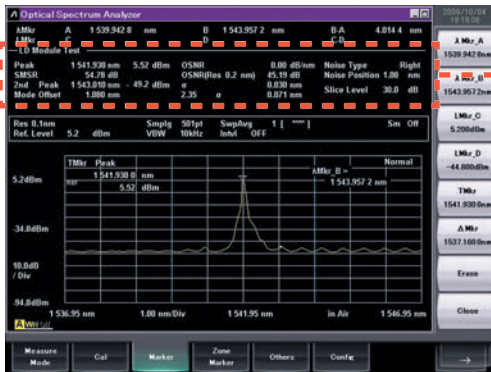 Optical Spectrum Analyzer
2009/10/04
19:18:08
λMkr A 1 539.942 8 nm B 1 543.957 2 nm B-A 4.014 4 nm
C D C-D
LD Module Test
Peak 1 541.930 nm 5.52 dBm OSNR 0.00 dB/nm Noise Type Right
SMSR 54.78 dB OSNR(Res 0.2 nm) 45.19 dB Noise Position 1.00 nm
2nd Peak 1 543.010 nm - 49.2 dBm σ 0.030 nm Slice Level 30.0 dB
Mode Offset 1.080 nm 2.35 σ 0.071 nm
Res 0.1nm Smplg 501pt SwpAvg 1 [ ] Sm Off
Ref. Level 5.2 dBm VBW 10kHz Intvl OFF
TMkr Peak Normal
1 541.930 0 nm
5.52 dBm
λMkr_B =
1 543.957 2 nm
5.2dBm
-34.8dBm
10.0dB
/ Div
-94.8dBm
1 536.95 nm 1.00 nm/Div 1 541.95 nm in Air 1 546.95 nm
A
λ Mkr_A
1539.942 8nm
λ Mkr_B
1543.957 2nm
LMkr_C
5.200dBm
LMkr_D
-44.800dBm
TMkr
1541.930 0nm
Δ Mkr
1537.160 0nm
Erase
Close
Measure Mode
Cal
Marker
Zone Marker
Others
Config
→